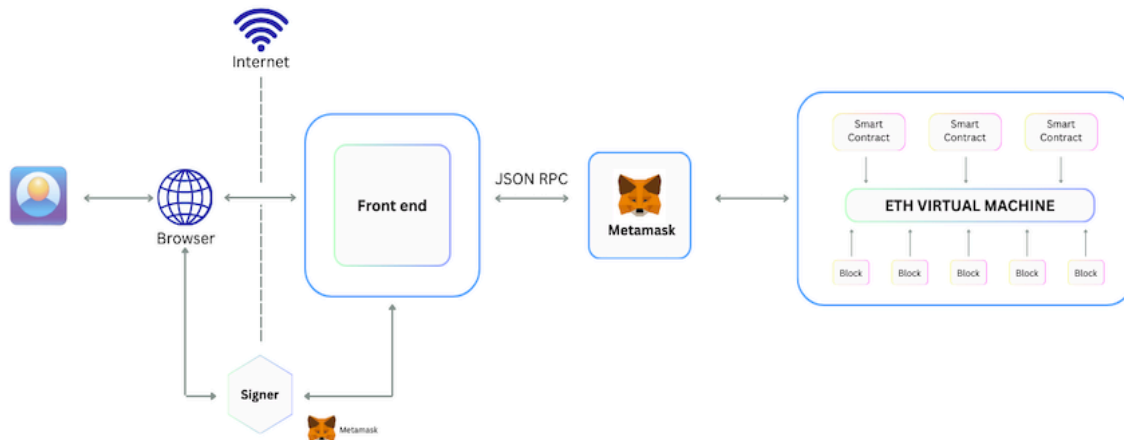 Internet
Smart
Contract
Smart
Contract
Smart
Contract
JSON RPC
Front end
ETH VIRTUAL MACHINE
Metamask
Browser
Block
Block
Block
Block
Block
Signer
Metamask